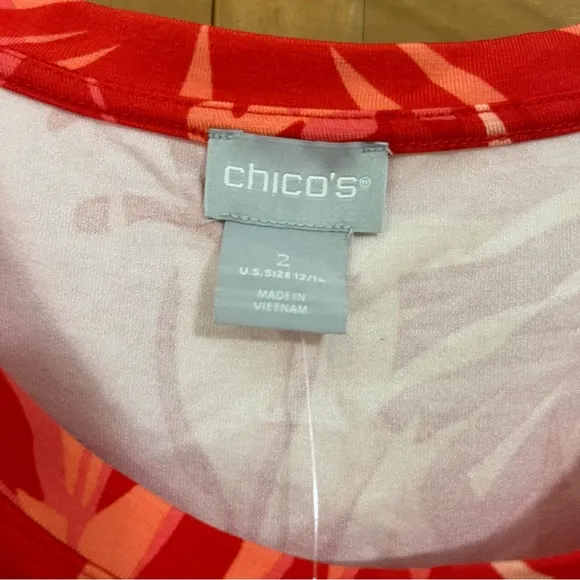 chico's®
2
U.S. SIZE 12/14
MADE IN
VIETNAM